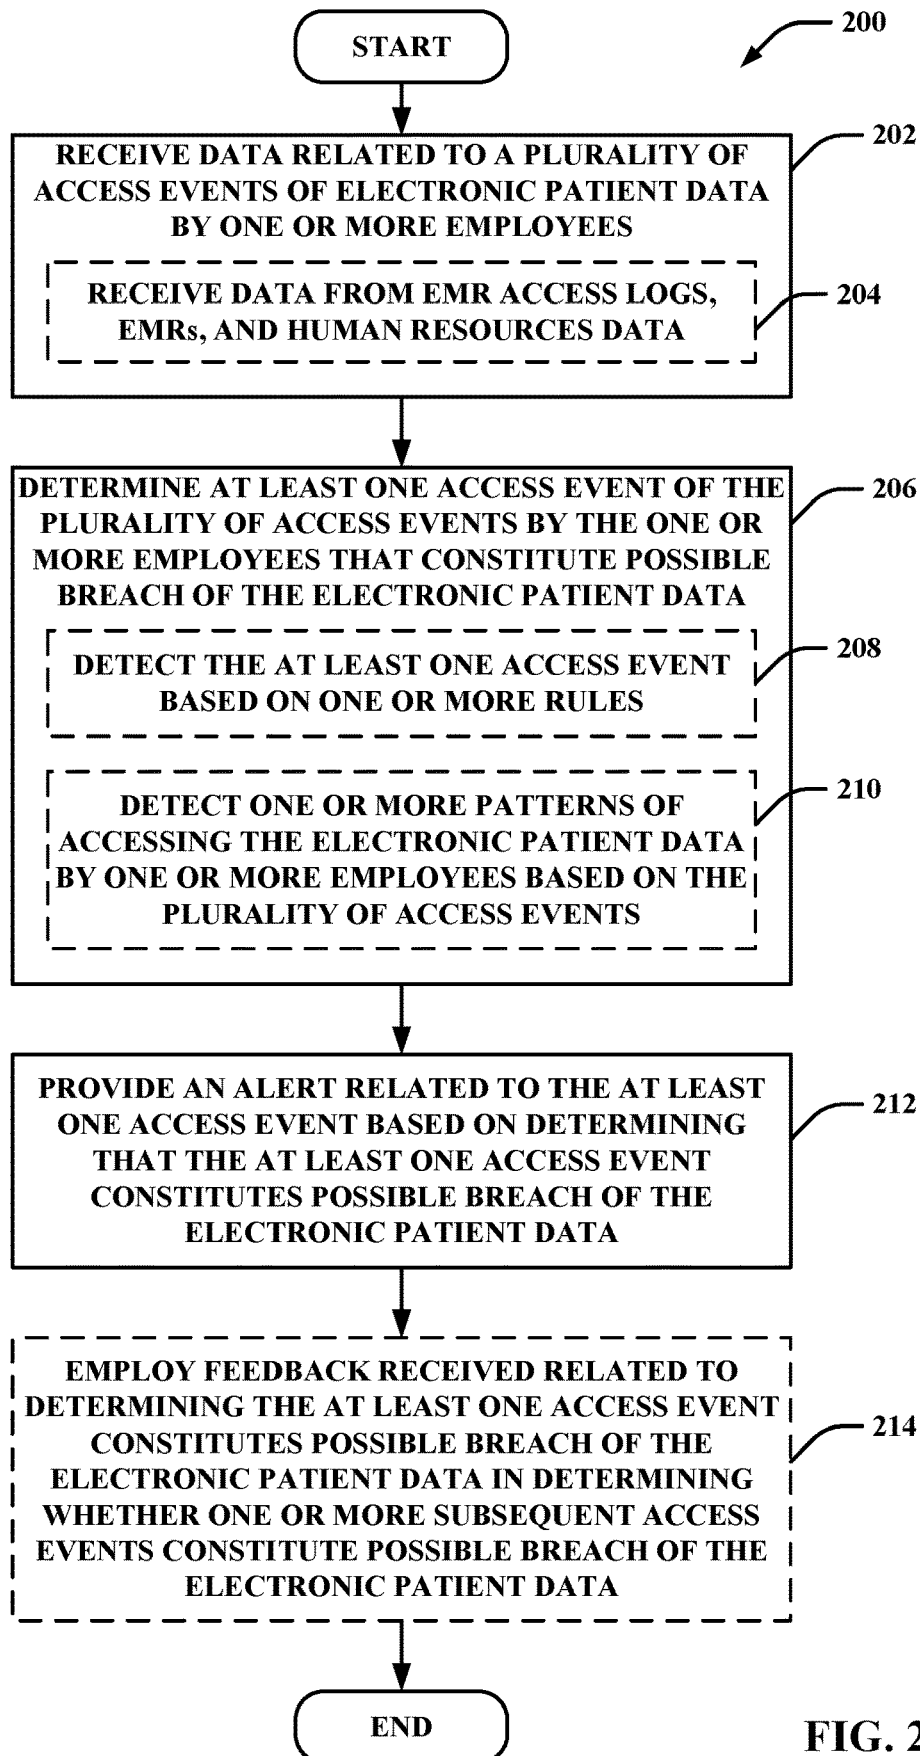 START
200
RECEIVE DATA RELATED TO A PLURALITY OF
ACCESS EVENTS OF ELECTRONIC PATIENT DATA
BY ONE OR MORE EMPLOYEES
202
RECEIVE DATA FROM EMR ACCESS LOGS,
EMRs, AND HUMAN RESOURCES DATA
204
DETERMINE AT LEAST ONE ACCESS EVENT OF THE
PLURALITY OF ACCESS EVENTS BY THE ONE OR
MORE EMPLOYEES THAT CONSTITUTE POSSIBLE
BREACH OF THE ELECTRONIC PATIENT DATA
206
DETECT THE AT LEAST ONE ACCESS EVENT
BASED ON ONE OR MORE RULES
208
DETECT ONE OR MORE PATTERNS OF
ACCESSING THE ELECTRONIC PATIENT DATA
BY ONE OR MORE EMPLOYEES BASED ON THE
PLURALITY OF ACCESS EVENTS
210
PROVIDE AN ALERT RELATED TO THE AT LEAST
ONE ACCESS EVENT BASED ON DETERMINING
THAT THE AT LEAST ONE ACCESS EVENT
CONSTITUTES POSSIBLE BREACH OF THE
ELECTRONIC PATIENT DATA
212
EMPLOY FEEDBACK RECEIVED RELATED TO
DETERMINING THE AT LEAST ONE ACCESS EVENT
CONSTITUTES POSSIBLE BREACH OF THE
ELECTRONIC PATIENT DATA IN DETERMINING
WHETHER ONE OR MORE SUBSEQUENT ACCESS
EVENTS CONSTITUTE POSSIBLE BREACH OF THE
ELECTRONIC PATIENT DATA
214
END
FIG. 2